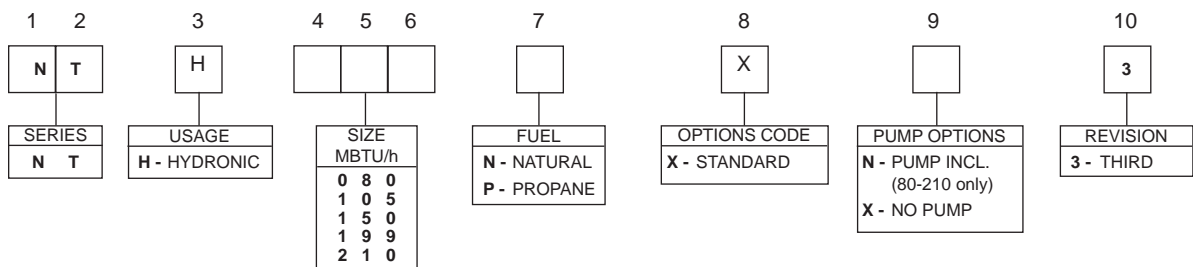 1 2 3 4 5 6 7 8 9 10
N T H X 3
SERIES USAGE SIZE FUEL OPTIONS CODE PUMP OPTIONS REVISION
N T H - HYDRONIC MBTU/h N - NATURAL X - STANDARD N - PUMP INCL. 3 - THIRD
0 8 0 P - PROPANE (80-210 only)
1 0 5 X - NO PUMP
1 5 0
1 9 9
2 1 0